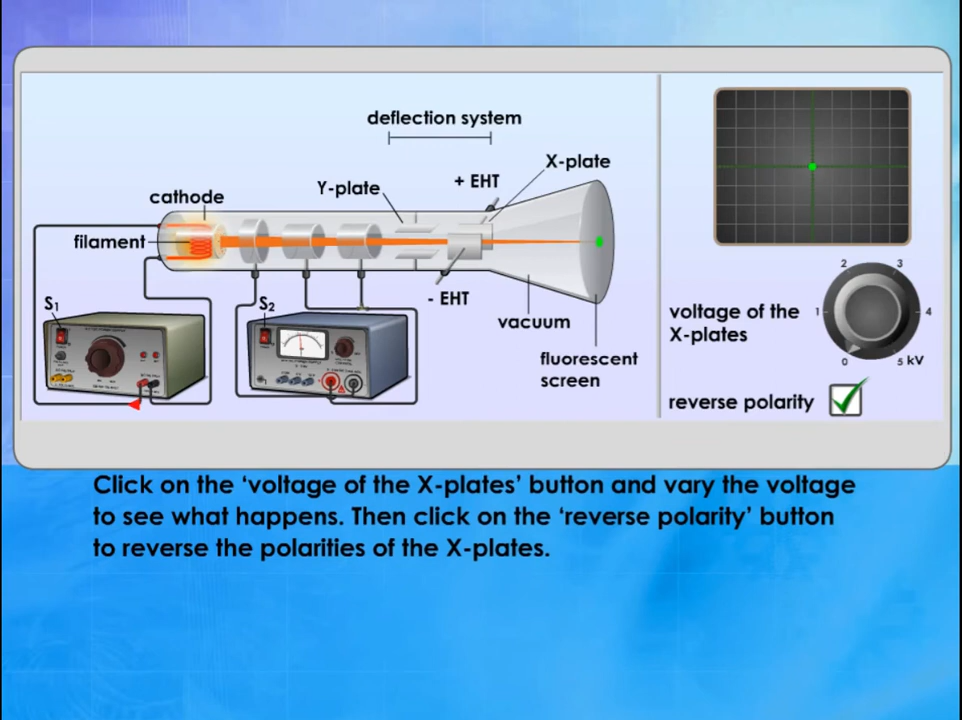 deflection system
X-plate
+ EHT
Y-plate
cathode
filament
- EHT
S1
S2
vacuum
fluorescent
screen
2
3
1
4
0
5 kV
voltage of the
X-plates
reverse polarity
Click on the ‘voltage of the X-plates’ button and vary the voltage
to see what happens. Then click on the ‘reverse polarity’ button
to reverse the polarities of the X-plates.